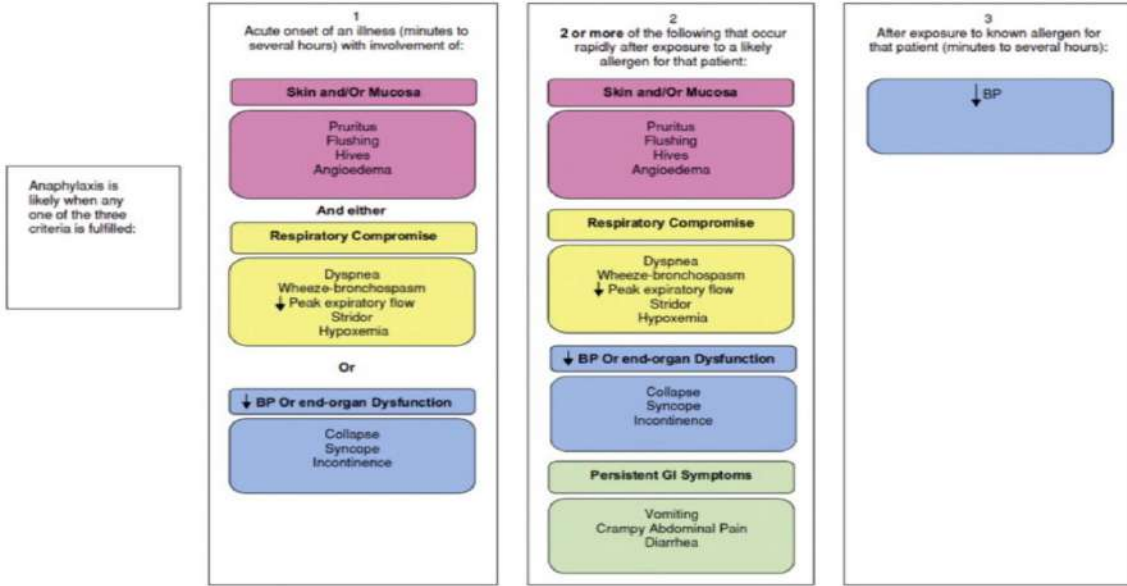 Anaphylaxis is
likely when any
one of the three
criteria is fulfilled:
1
Acute onset of an illness (minutes to
several hours) with involvement of:
Skin and/Or Mucosa
Pruritus
Flushing
Hives
Angioedema
And either
Respiratory Compromise
Dyspnea
Wheeze-bronchospasm
↓ Peak expiratory flow
Stridor
Hypoxemia
Or
↓ BP Or end-organ Dysfunction
Collapse
Syncope
Incontinence
2
2 or more of the following that occur
rapidly after exposure to a likely
allergen for that patient:
Skin and/Or Mucosa
Pruritus
Flushing
Hives
Angioedema
Respiratory Compromise
Dyspnea
Wheeze-bronchospasm
↓ Peak expiratory flow
Stridor
Hypoxemia
↓ BP Or end-organ Dysfunction
Collapse
Syncope
Incontinence
Persistent GI Symptoms
Vomiting
Crampy Abdominal Pain
Diarrhea
3
After exposure to known allergen for
that patient (minutes to several hours):
↓ BP